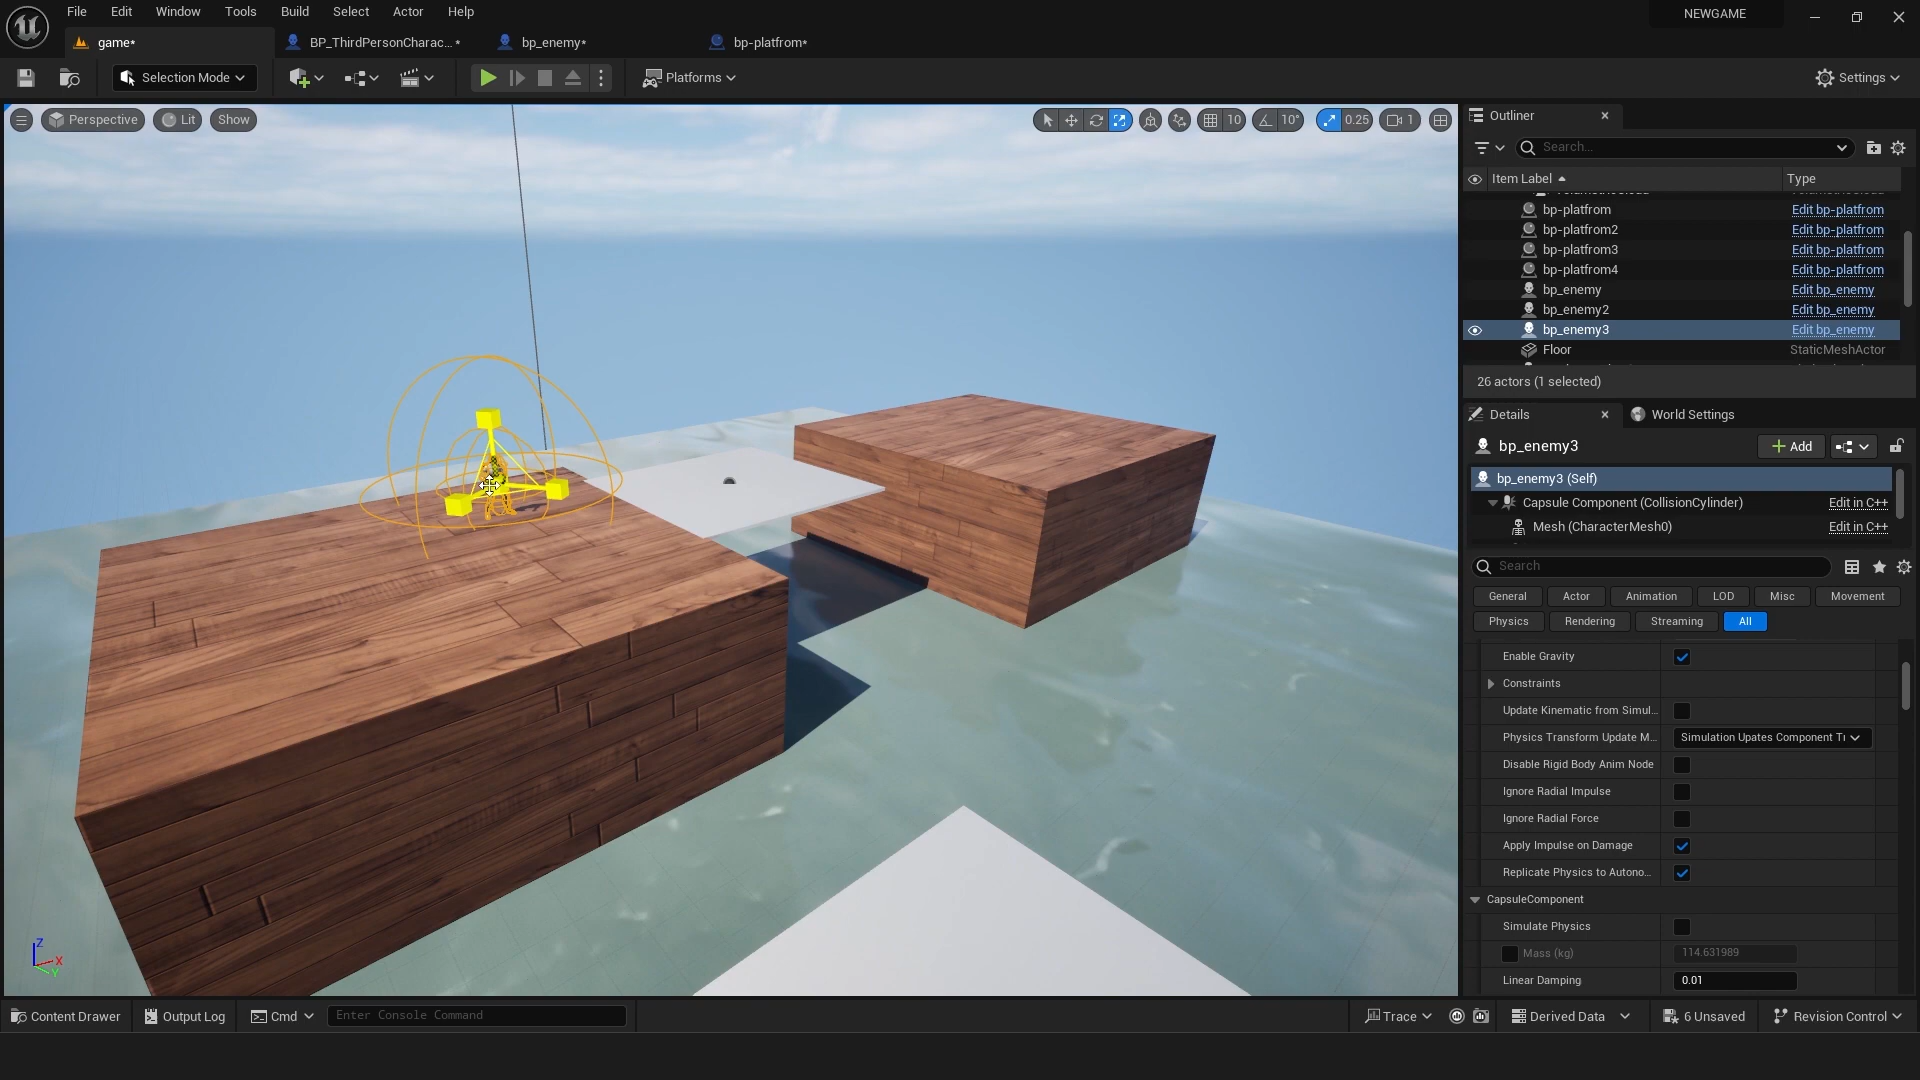 File Edit Window Tools Build Select Actor Help
NEWGAME
game*
BP_ThirdPersonCharac... *
bp_enemy*
bp-platfrom*
Selection Mode
Platforms
Settings
Perspective Lit Show
10 10° 0.25 1
Outliner
Search...
Item Label Type
bp-platfrom Edit bp-platfrom
bp-platfrom2 Edit bp-platfrom
bp-platfrom3 Edit bp-platfrom
bp-platfrom4 Edit bp-platfrom
bp_enemy Edit bp_enemy
bp_enemy2 Edit bp_enemy
bp_enemy3 Edit bp_enemy
Floor StaticMeshActor
26 actors (1 selected)
Details World Settings
bp_enemy3
Add
bp_enemy3 (Self)
Capsule Component (CollisionCylinder) Edit in C++
Mesh (CharacterMesh0) Edit in C++
Search
General Actor Animation LOD Misc Movement
Physics Rendering Streaming All
Enable Gravity
Constraints
Update Kinematic from Simul...
Physics Transform Update M... Simulation Upates Component Tr
Disable Rigid Body Anim Node
Ignore Radial Impulse
Ignore Radial Force
Apply Impulse on Damage
Replicate Physics to Autono...
CapsuleComponent
Simulate Physics
Mass (kg) 114.631989
Linear Damping 0.01
Z
X
Y
Content Drawer Output Log Cmd Enter Console Command Trace Derived Data 6 Unsaved Revision Control